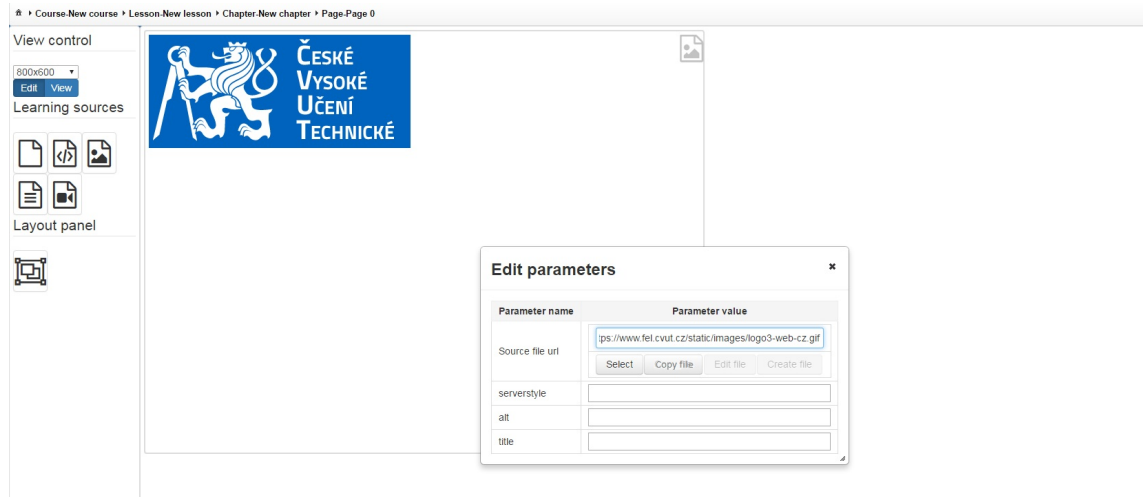 Course-New course Lesson-New lesson Chapter-New chapter Page-Page 0
View control
800x600
Edit View
Learning sources
Layout panel
ČESKÉ
VYSOKÉ
UČENÍ
TECHNICKÉ
Edit parameters
Parameter name Parameter value
Source file url
tps://www.fel.cvut.cz/static/images/logo3-web-cz.gif
Select Copy file Edit file Create file
serverstyle
alt
title